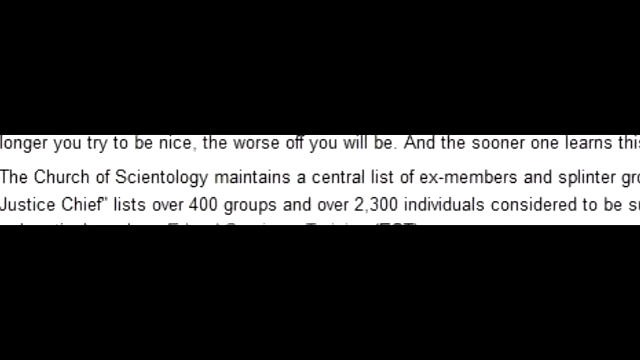 longer you try to be nice, the worse off you will be. And the sooner one learns this
The Church of Scientology maintains a central list of ex-members and splinter
Justice Chief" lists over 400 groups and over 2,300 individuals considered to be